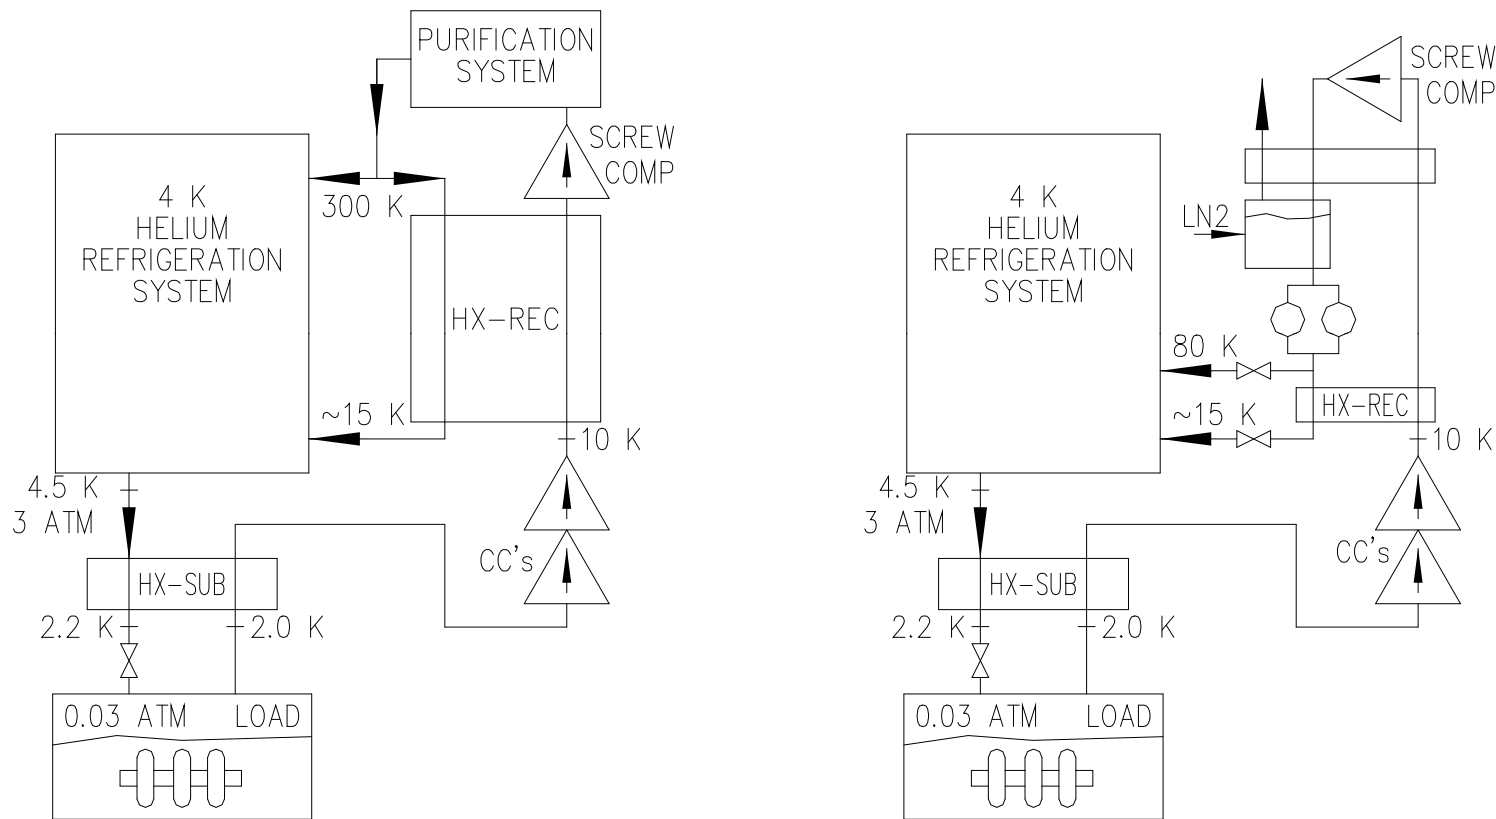 PURIFICATION
SYSTEM
SCREW
COMP
4 K
HELIUM
REFRIGERATION
SYSTEM
300 K
HX-REC
~15 K
10 K
4.5 K
3 ATM
CC's
HX-SUB
2.2 K
2.0 K
0.03 ATM
LOAD
SCREW
COMP
4 K
HELIUM
REFRIGERATION
SYSTEM
LN2
80 K
~15 K
HX-REC
10 K
4.5 K
3 ATM
CC's
HX-SUB
2.2 K
2.0 K
0.03 ATM
LOAD